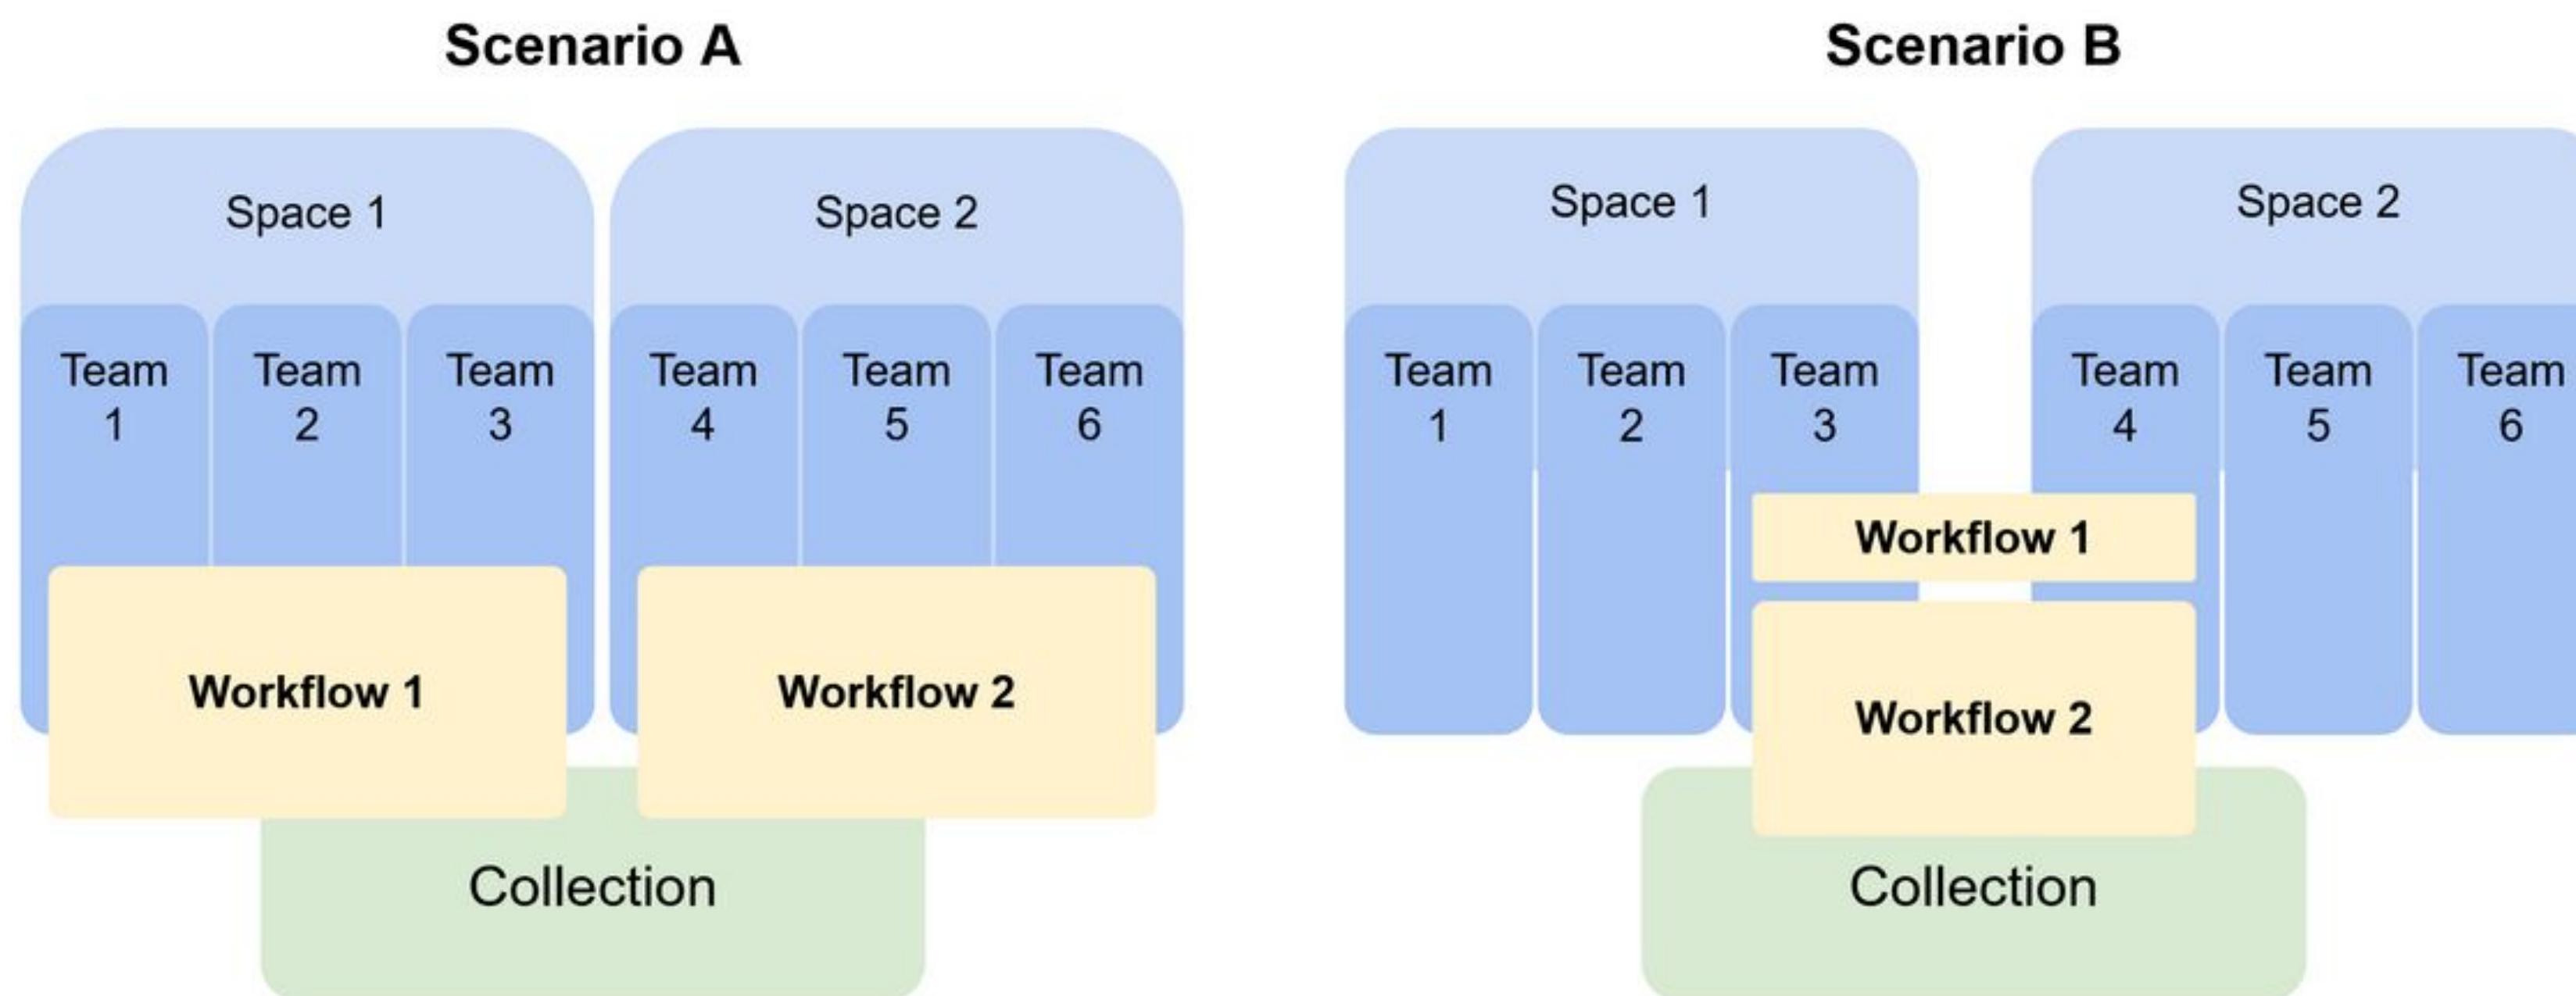 Scenario A
Space 1
Space 2
Team
1
Team
2
Team
3
Team
4
Team
5
Team
6
Workflow 1
Workflow 2
Collection
Scenario B
Space 1
Space 2
Team
1
Team
2
Team
3
Team
4
Team
5
Team
6
Workflow 1
Workflow 2
Collection